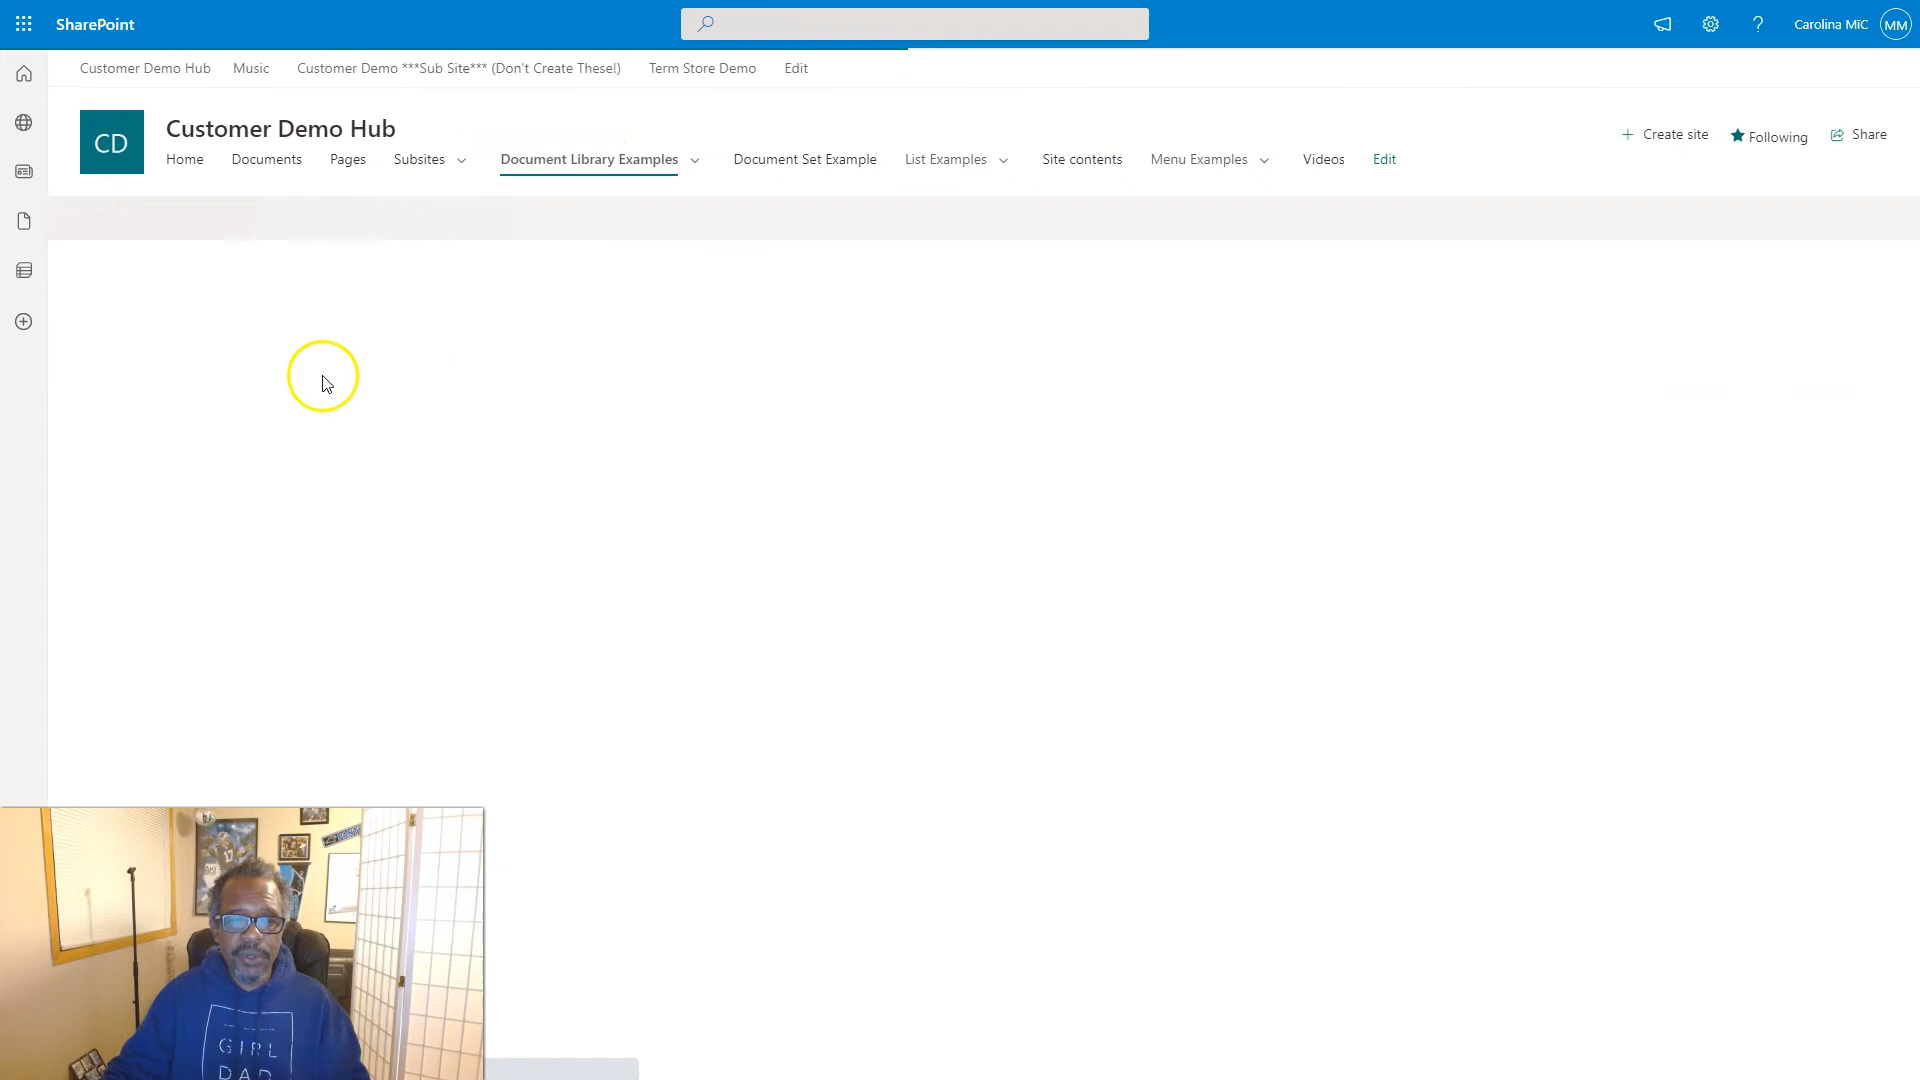 SharePoint
Carolina MiC MM
Customer Demo Hub Music Customer Demo ***Sub Site*** (Don't Create These!) Term Store Demo Edit
CD
Customer Demo Hub
Create site Following Share
Home Documents Pages Subsites Document Library Examples Document Set Example List Examples Site contents Menu Examples Videos Edit
17
GIRL
DAD